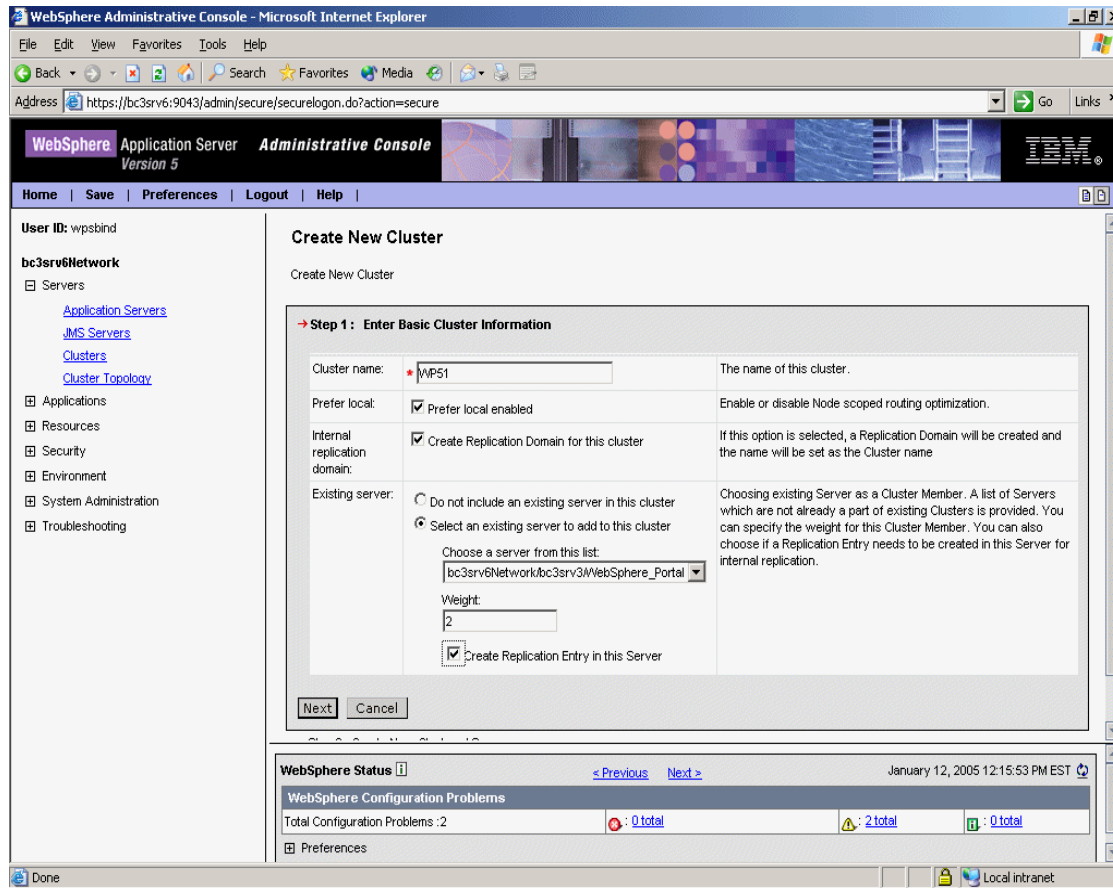 WebSphere Administrative Console - Microsoft Internet Explorer
File Edit View Favorites Tools Help
Back Search Favorites Media
Address https://bc3srv6:9043/admin/secure/securelogon.do?action=secure Go Links
WebSphere Application Server Administrative Console
Version 5
IBM®
Home | Save | Preferences | Logout | Help |
User ID: wpsbind
bc3srv6Network
Servers
Application Servers
JMS Servers
Clusters
Cluster Topology
Applications
Resources
Security
Environment
System Administration
Troubleshooting
Create New Cluster
Create New Cluster
Step 1: Enter Basic Cluster Information
Cluster name: * WP51 The name of this cluster.
Prefer local: Prefer local enabled Enable or disable Node scoped routing optimization.
Internal replication domain: Create Replication Domain for this cluster
If this option is selected, a Replication Domain will be created and
the name will be set as the Cluster name
Existing server: Do not include an existing server in this cluster
Select an existing server to add to this cluster
Choose a server from this list:
bc3srv6Network/bc3srv3/WebSphere_Portal
Weight:
2
Create Replication Entry in this Server
Choosing existing Server as a Cluster Member. A list of Servers
which are not already a part of existing Clusters is provided. You
can specify the weight for this Cluster Member. You can also
choose if a Replication Entry needs to be created in this Server for
internal replication.
Next Cancel
WebSphere Status < Previous Next > January 12, 2005 12:15:53 PM EST
WebSphere Configuration Problems
Total Configuration Problems :2 : 0 total : 2 total : 0 total
Preferences
Done Local intranet